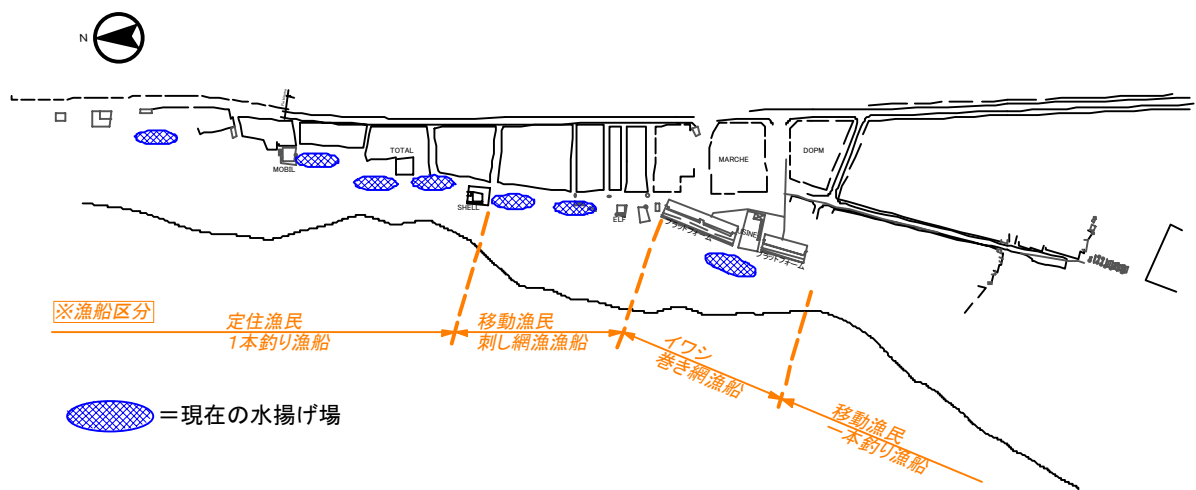 N
MOBIL
TOTAL
SHELL
ELF
MARCHE
DOPM
プラットフォーム
USINE
プラットフォーム
※漁船区分
定住漁民
1本釣り漁船
移動漁民
刺し網漁漁船
イワシ
巻き網漁船
移動漁民
一本釣り漁船
=現在の水揚げ場